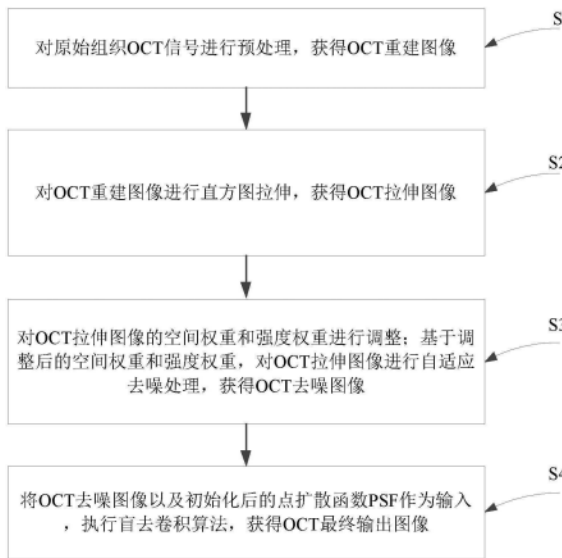 S
对原始组织OCT信号进行预处理，获得OCT重建图像
S2
对OCT重建图像进行直方图拉伸，获得OCT拉伸图像
S3
对OCT拉伸图像的空间权重和强度权重进行调整；基于调
整后的空间权重和强度权重，对OCT拉伸图像进行自适应
去噪处理，获得OCT去噪图像
S4
将OCT去噪图像以及初始化后的点扩散函数PSF作为输入
，执行盲去卷积算法，获得OCT最终输出图像